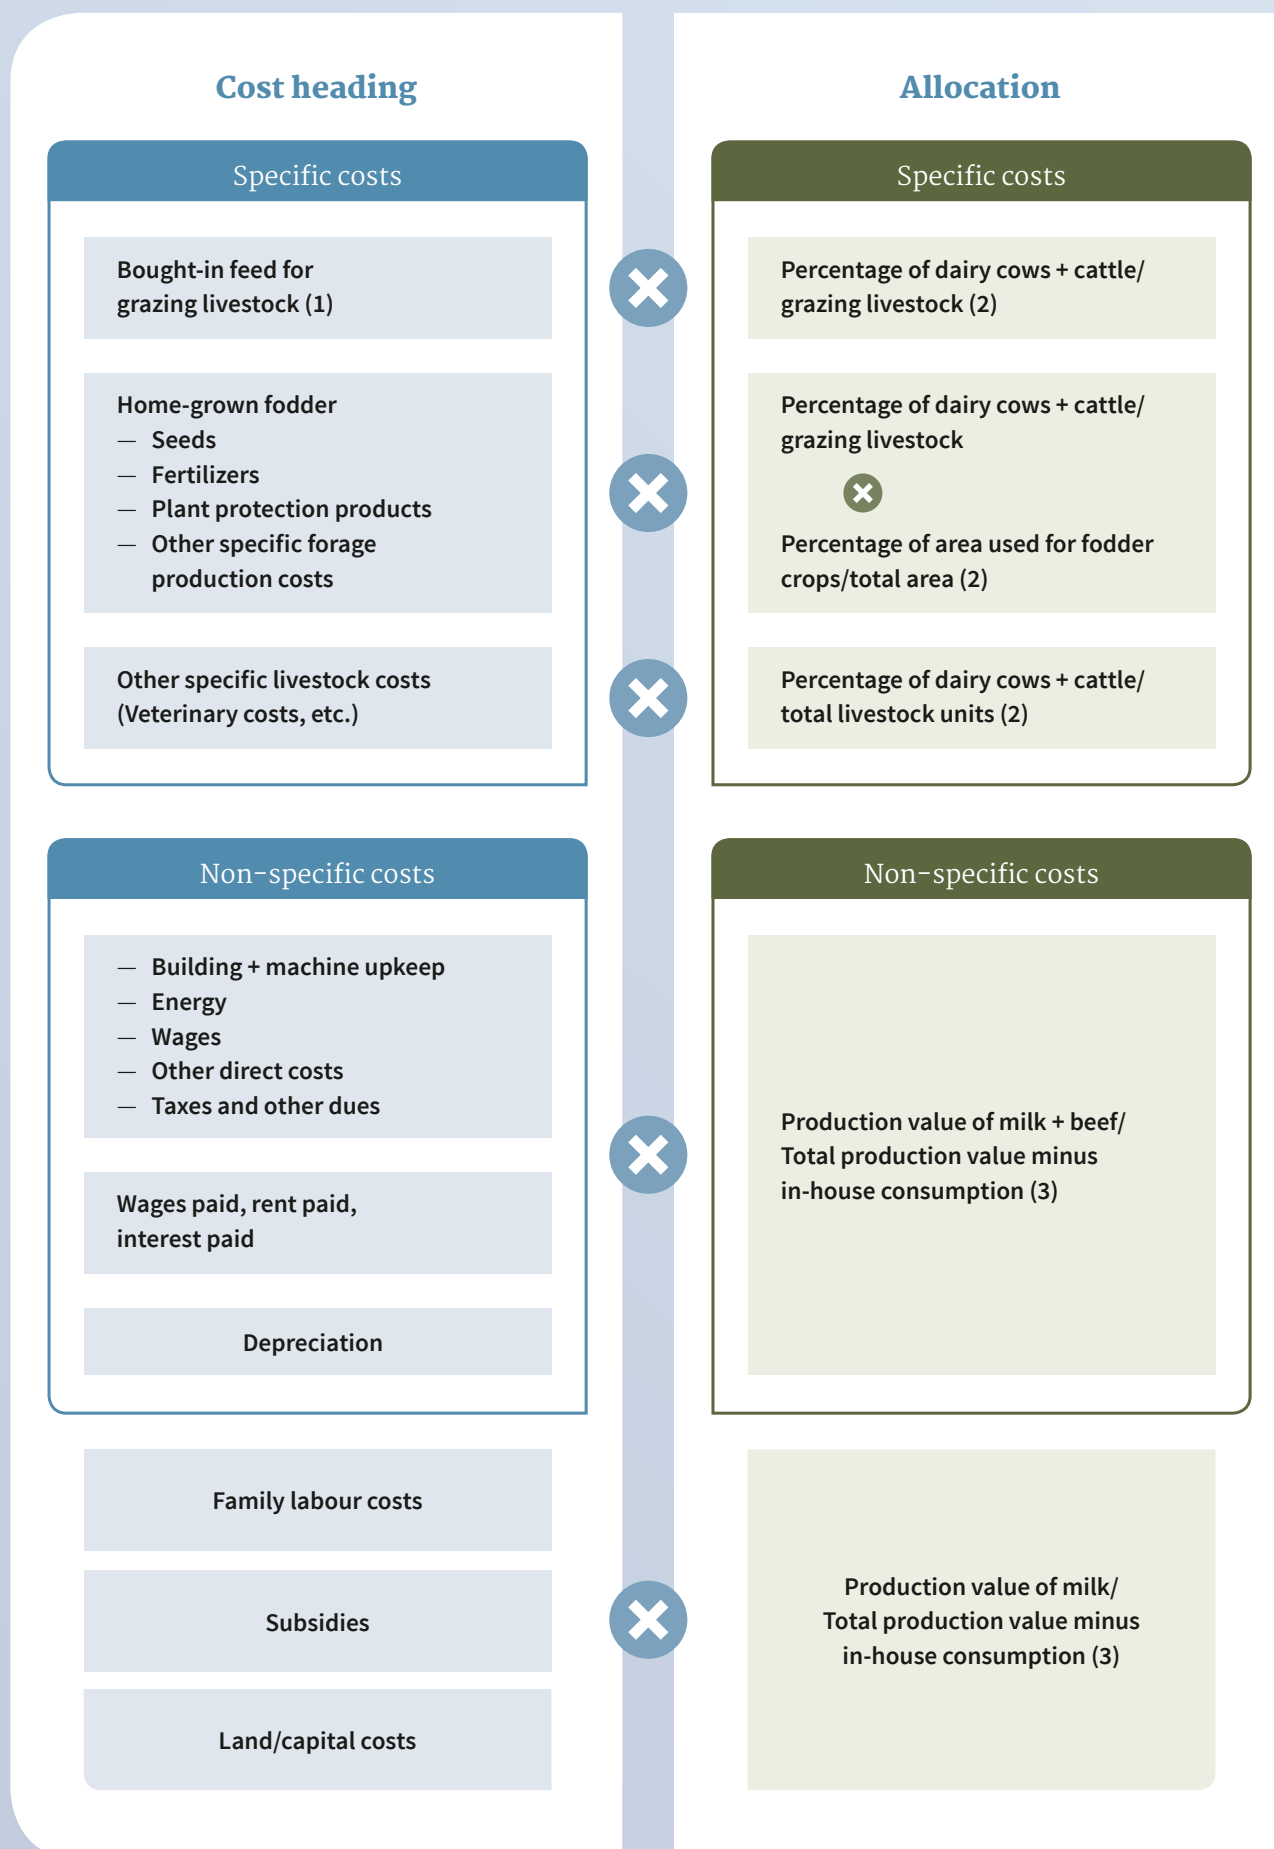 Cost heading
Allocation
Specific costs
Specific costs
Bought-in feed for
grazing livestock (1)
Percentage of dairy cows + cattle/
grazing livestock (2)
Home-grown fodder
— Seeds
— Fertilizers
— Plant protection products
— Other specific forage
production costs
Percentage of dairy cows + cattle/
grazing livestock
Percentage of area used for fodder
crops/total area (2)
Other specific livestock costs
(Veterinary costs, etc.)
Percentage of dairy cows + cattle/
total livestock units (2)
Non-specific costs
Non-specific costs
— Building + machine upkeep
— Energy
— Wages
— Other direct costs
— Taxes and other dues
Wages paid, rent paid,
interest paid
Depreciation
Production value of milk + beef/
Total production value minus
in-house consumption (3)
Family labour costs
Subsidies
Land/capital costs
Production value of milk/
Total production value minus
in-house consumption (3)